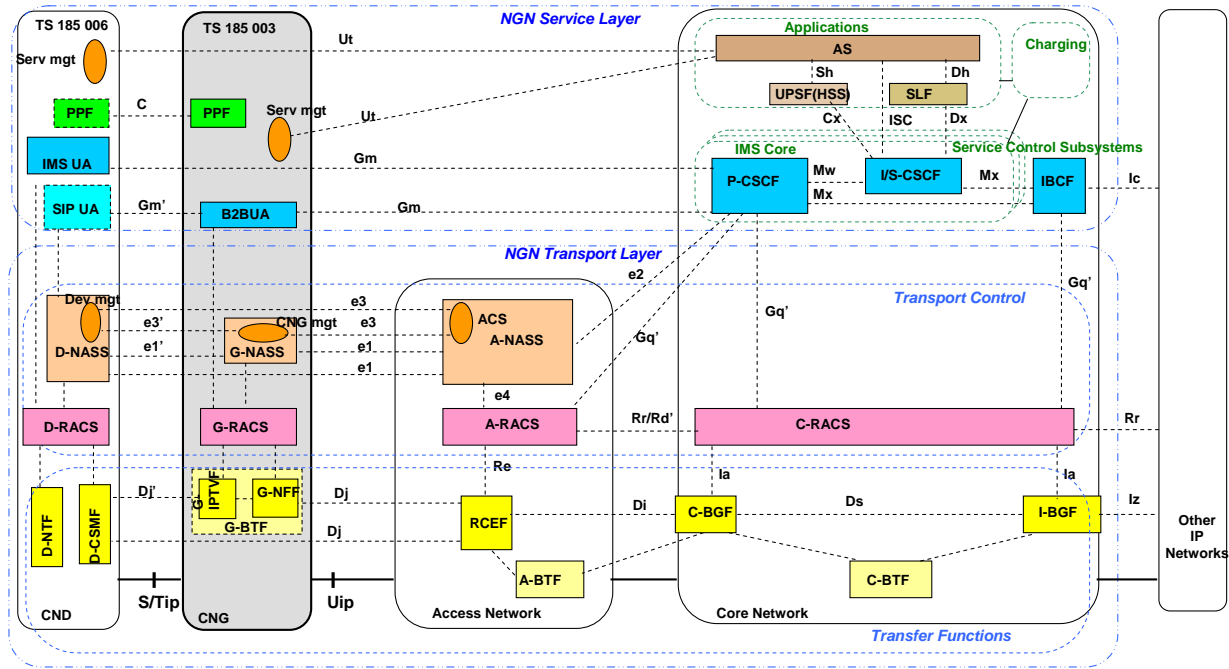 NGN Service Layer
TS 185 006
TS 185 003
Serv mgt
Ut
Applications
AS
Charging
Sh
Dh
UPSF(HSS)
SLF
PPF
C
PPF
Serv mgt
Ut
Cx
ISC
Dx
IMS UA
Gm
IMS Core
Service Control Subsystems
P-CSCF
Mw
I/S-CSCF
Mx
IBCF
Ic
Mx
SIP UA
Gm'
B2BUA
Gm
NGN Transport Layer
e2
Transport Control
Dev mgt
e3
e3'
CNG mgt
e3
ACS
A-NASS
Gq'
Gq'
Gq'
D-NASS
e1'
G-NASS
e1
e1
e4
D-RACS
G-RACS
A-RACS
Rr/Rd'
C-RACS
Rr
Re
Ia
Ia
D-NTF
D-CSMF
Dj'
G-
IPTVF
G-NFF
G-BTF
Dj
Dj
RCEF
Di
C-BGF
Ds
I-BGF
Iz
Other
IP
Networks
A-BTF
C-BTF
S/Tip
Uip
CND
CNG
Access Network
Core Network
Transfer Functions